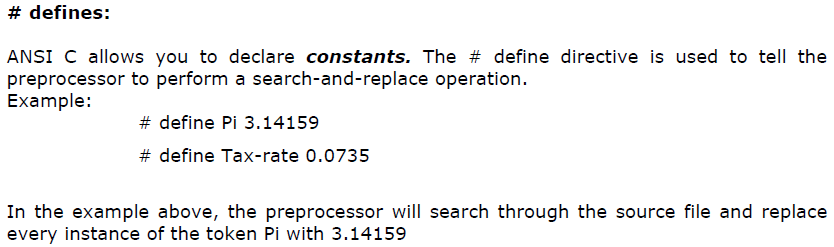 # defines:
ANSI C allows you to declare constants. The # define directive is used to tell the
preprocessor to perform a search-and-replace operation.
Example:
# define Pi 3.14159
# define Tax-rate 0.0735
In the example above, the preprocessor will search through the source file and replace
every instance of the token Pi with 3.14159